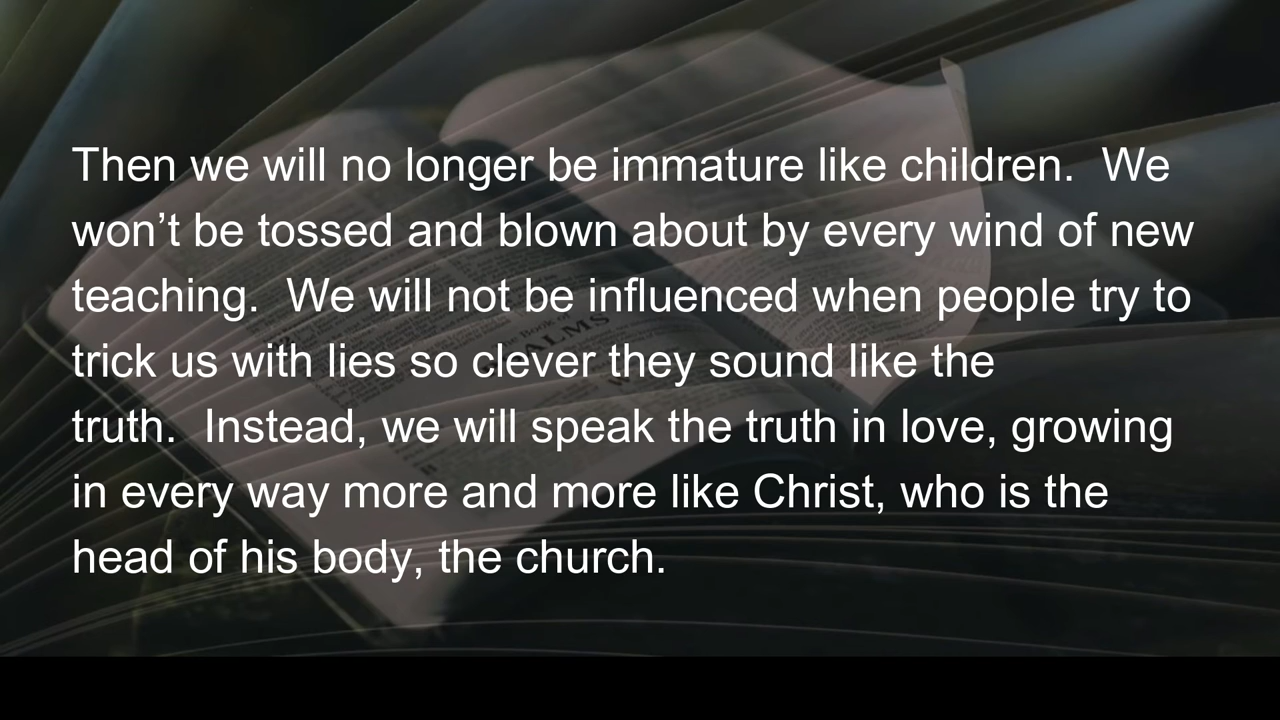 Then we will no longer be immature like children.  We
won’t be tossed and blown about by every wind of new
teaching.  We will not be influenced when people try to
trick us with lies so clever they sound like the
truth.  Instead, we will speak the truth in love, growing
in every way more and more like Christ, who is the
head of his body, the church.